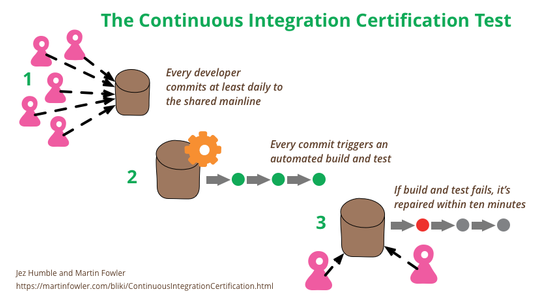 The Continuous Integration Certification Test
1
Every developer
commits at least daily to
the shared mainline
2
Every commit triggers an
automated build and test
3
If build and test fails, it's
repaired within ten minutes
Jez Humble and Martin Fowler
https://martinfowler.com/bliki/ContinuousIntegrationCertification.html